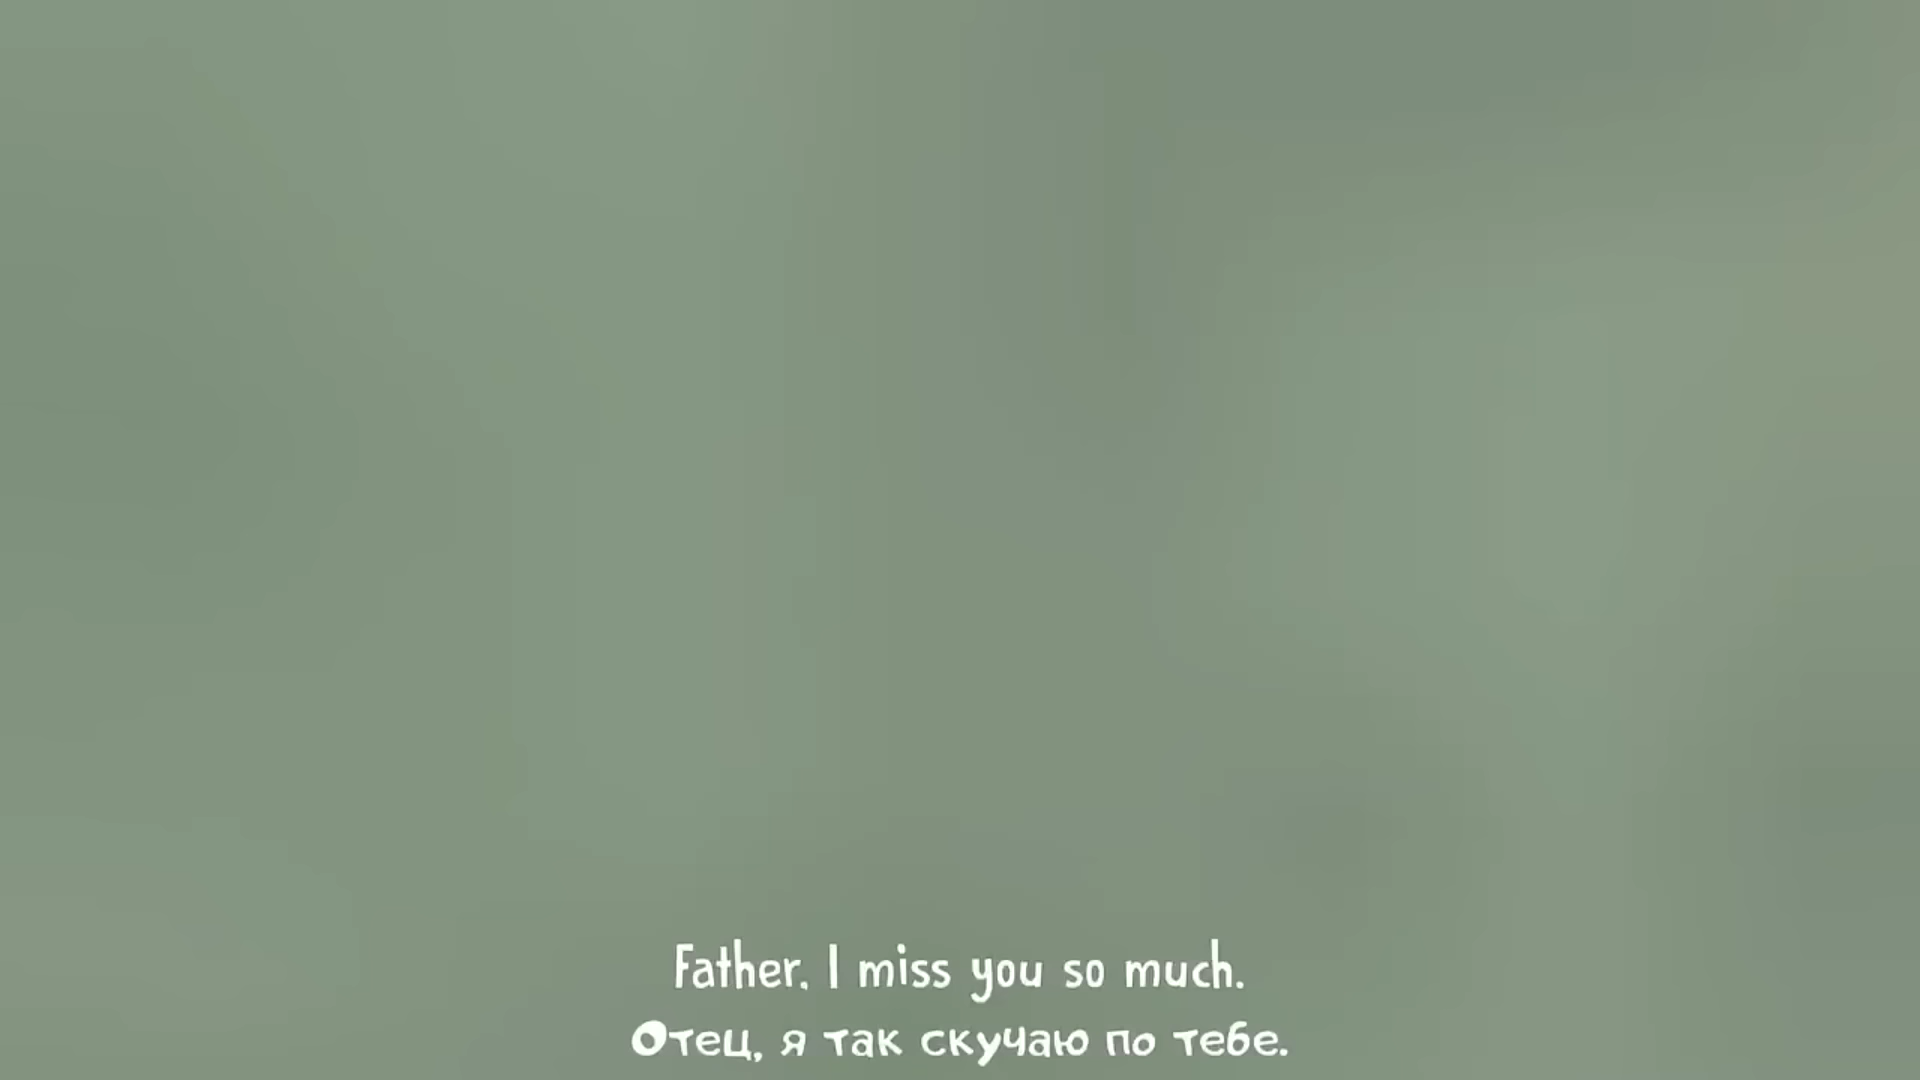 Father, I miss you so much.
Отец, я так скучаю по тебе.